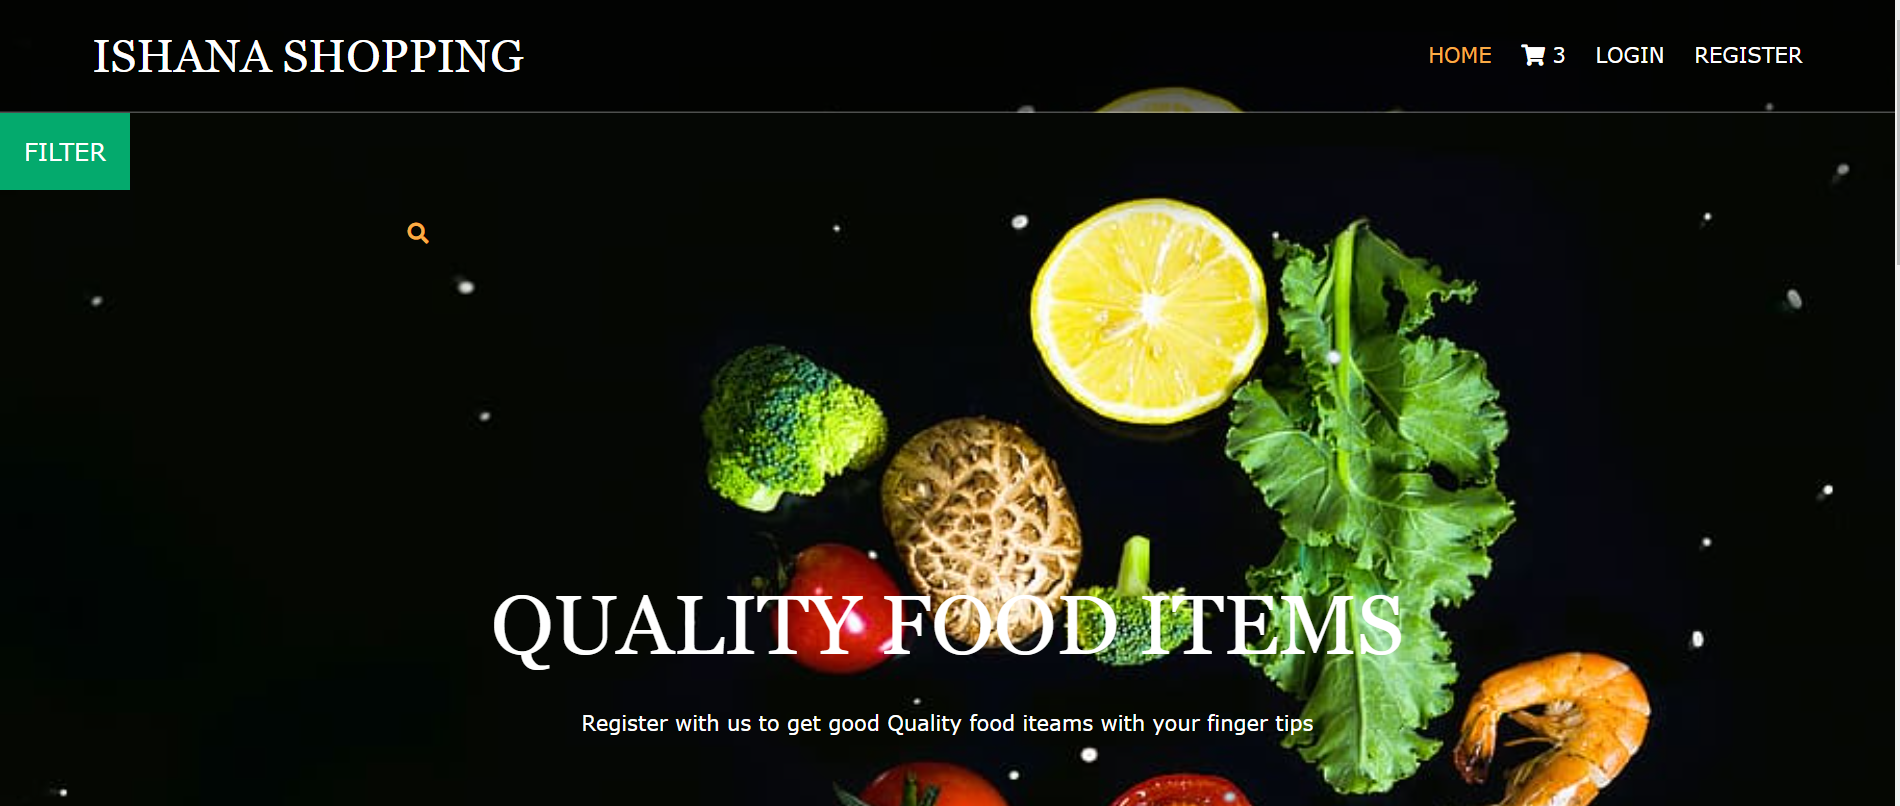 ISHANA SHOPPING
HOME 3 LOGIN REGISTER
FILTER
QUALITY FOOD ITEMS
Register with us to get good Quality food iteams with your finger tips